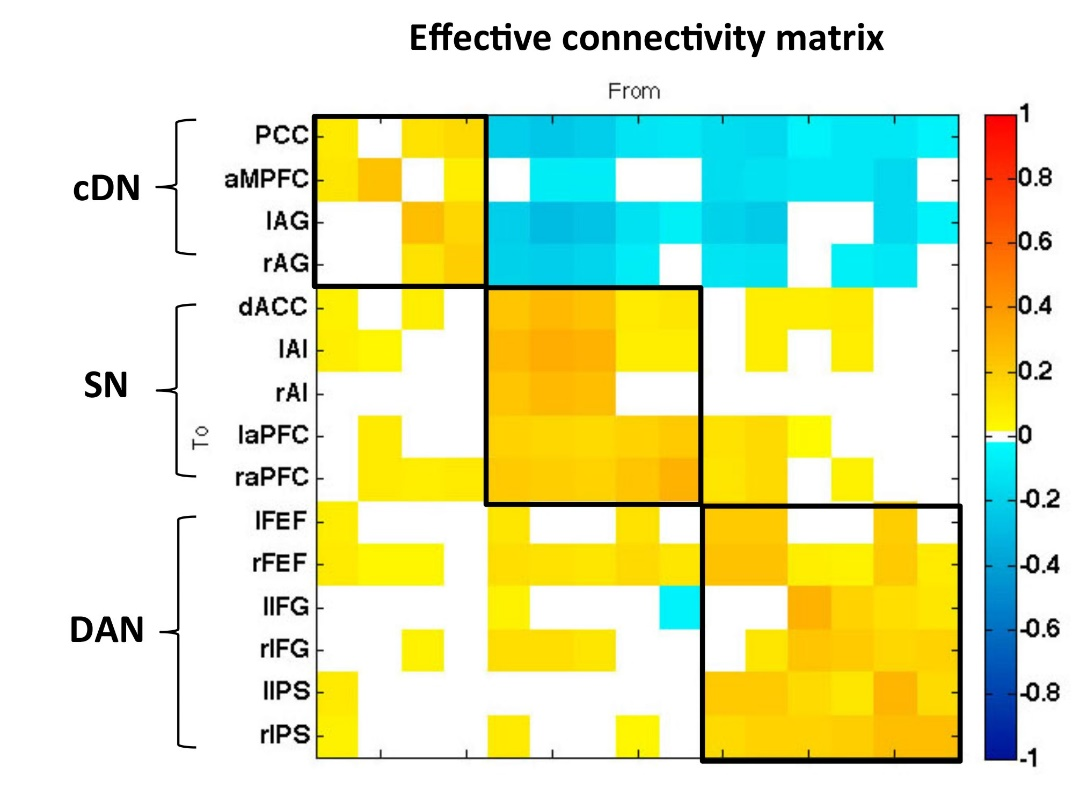 Effective connectivity matrix
From
To
cDN
PCC
aMPFC
lAG
rAG
SN
dACC
lAI
rAI
laPFC
raPFC
DAN
lFEF
rFEF
lIFG
rIFG
lIPS
rIPS
1
0.8
0.6
0.4
0.2
0
-0.2
-0.4
-0.6
-0.8
-1